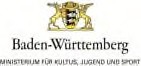 Baden-Württemberg
MINISTERIUM FÜR KULTUS, JUGEND UND SPORT